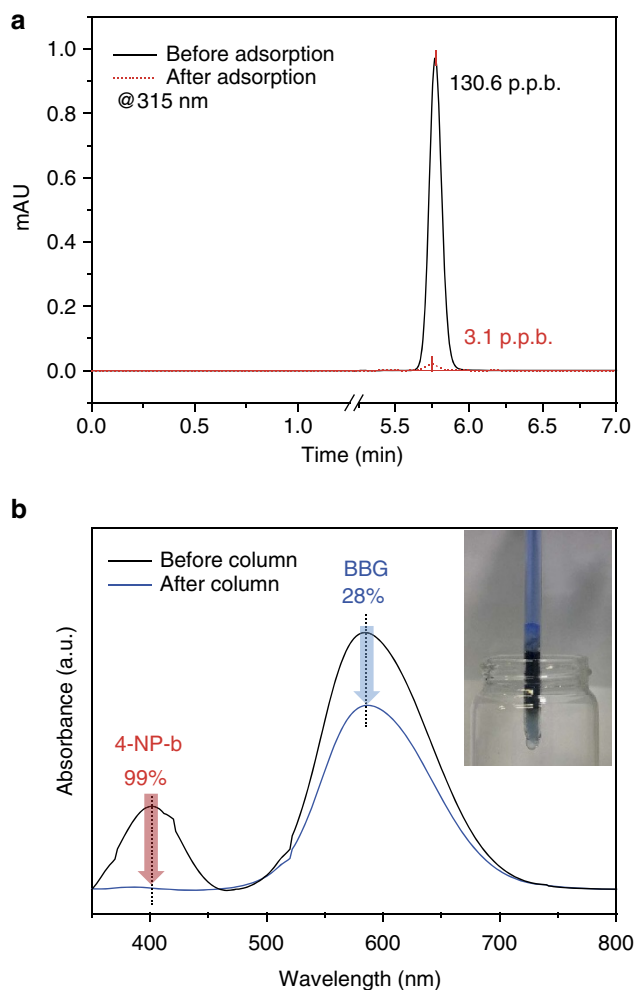 a
Before adsorption
After adsorption
@315 nm
130.6 p.p.b.
3.1 p.p.b.
mAU
1.0
0.8
0.6
0.4
0.2
0.0
0.0 0.5 1.0 5.5 6.0 6.5 7.0
Time (min)
b
Before column
After column
BBG
28%
4-NP-b
99%
Absorbance (a.u.)
400 500 600 700 800
Wavelength (nm)